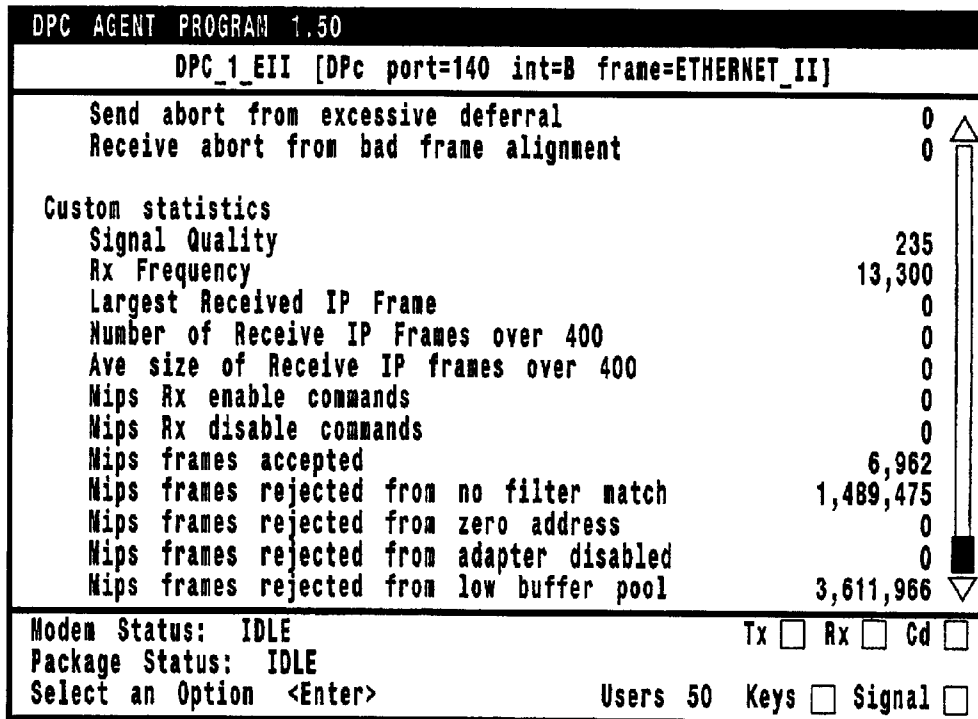 DPC AGENT PROGRAM 1.50
DPC_1_EII [DPc port=140 int=B frame=ETHERNET_II]
Send abort from excessive deferral 0
Receive abort from bad frame alignment 0
Custom statistics
Signal Quality 235
Rx Frequency 13,300
Largest Received IP Frame 0
Number of Receive IP Frames over 400 0
Ave size of Receive IP frames over 400 0
Nips Rx enable commands 0
Nips Rx disable commands 0
Nips frames accepted 6,962
Nips frames rejected from no filter match 1,489,475
Nips frames rejected from zero address 0
Nips frames rejected from adapter disabled 0
Nips frames rejected from low buffer pool 3,611,966
Modem Status: IDLE Tx Rx Cd
Package Status: IDLE
Select an Option <Enter> Users 50 Keys Signal